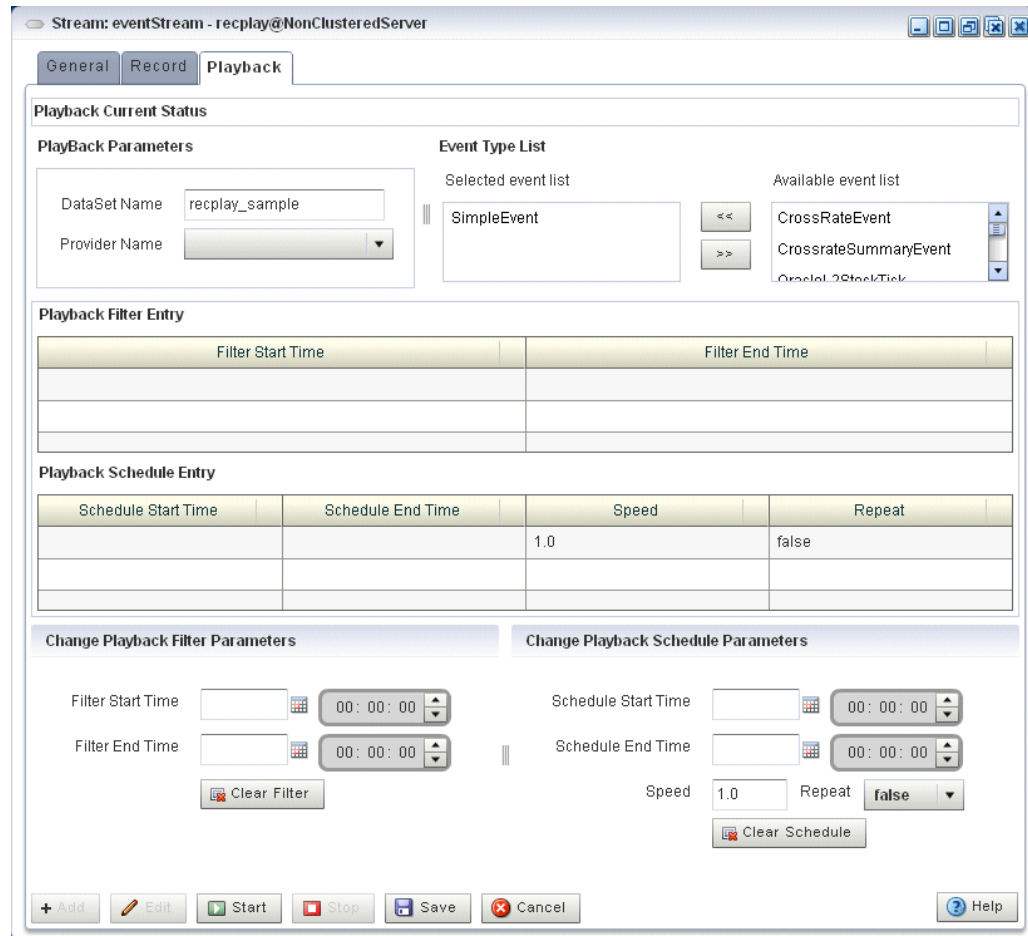 Stream: eventStream - recplay@NonClusteredServer
General Record Playback
Playback Current Status
PlayBack Parameters
DataSet Name recplay_sample
Provider Name
Event Type List
Selected event list
SimpleEvent
<<
>>
Available event list
CrossRateEvent
CrossrateSummaryEvent
Playback Filter Entry
Filter Start Time Filter End Time
Playback Schedule Entry
Schedule Start Time Schedule End Time Speed Repeat
1.0 false
Change Playback Filter Parameters
Filter Start Time 00: 00: 00
Filter End Time 00: 00: 00
Clear Filter
Change Playback Schedule Parameters
Schedule Start Time 00: 00: 00
Schedule End Time 00: 00: 00
Speed 1.0 Repeat false
Clear Schedule
+ Add Edit Start Stop Save Cancel ? Help